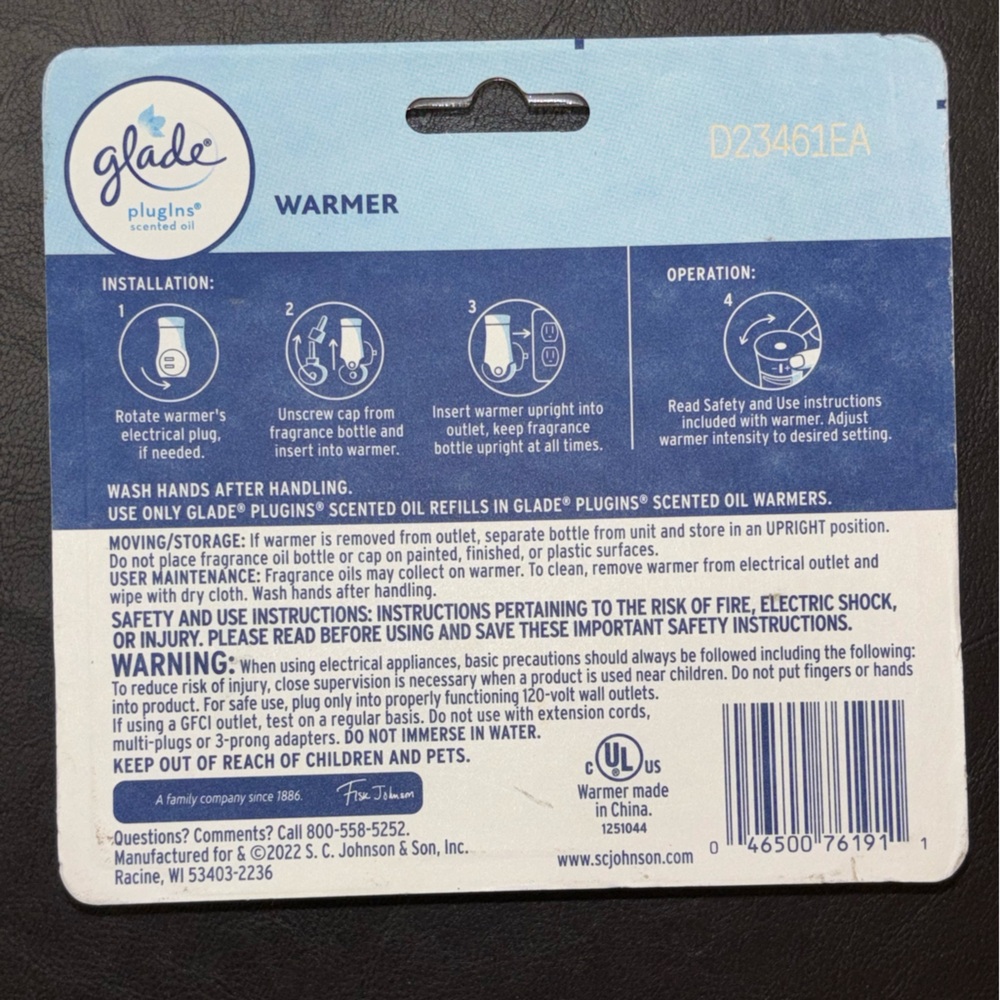 glade®
plugIns®
scented oil
WARMER
D23461EA
INSTALLATION:
1
Rotate warmer's
electrical plug,
if needed.
2
Unscrew cap from
fragrance bottle and
insert into warmer.
3
Insert warmer upright into
outlet, keep fragrance
bottle upright at all times.
OPERATION:
4
- I +
Read Safety and Use instructions
included with warmer. Adjust
warmer intensity to desired setting.
WASH HANDS AFTER HANDLING.
USE ONLY GLADE® PLUGINS® SCENTED OIL REFILLS IN GLADE® PLUGINS® SCENTED OIL WARMERS.
MOVING/STORAGE: If warmer is removed from outlet, separate bottle from unit and store in an UPRIGHT position.
Do not place fragrance oil bottle or cap on painted, finished, or plastic surfaces.
USER MAINTENANCE: Fragrance oils may collect on warmer. To clean, remove warmer from electrical outlet and
wipe with dry cloth. Wash hands after handling.
SAFETY AND USE INSTRUCTIONS: INSTRUCTIONS PERTAINING TO THE RISK OF FIRE, ELECTRIC SHOCK,
OR INJURY. PLEASE READ BEFORE USING AND SAVE THESE IMPORTANT SAFETY INSTRUCTIONS.
WARNING: When using electrical appliances, basic precautions should always be followed including the following:
To reduce risk of injury, close supervision is necessary when a product is used near children. Do not put fingers or hands
into product. For safe use, plug only into properly functioning 120-volt wall outlets.
If using a GFCI outlet, test on a regular basis. Do not use with extension cords,
multi-plugs or 3-prong adapters. DO NOT IMMERSE IN WATER.
KEEP OUT OF REACH OF CHILDREN AND PETS.
A family company since 1886. Fisk Johnson
Questions? Comments? Call 800-558-5252.
Manufactured for & ©2022 S. C. Johnson & Son, Inc.
Racine, WI 53403-2236
C UL® US
Warmer made
in China.
1251044
www.scjohnson.com
0 46500 76191 1